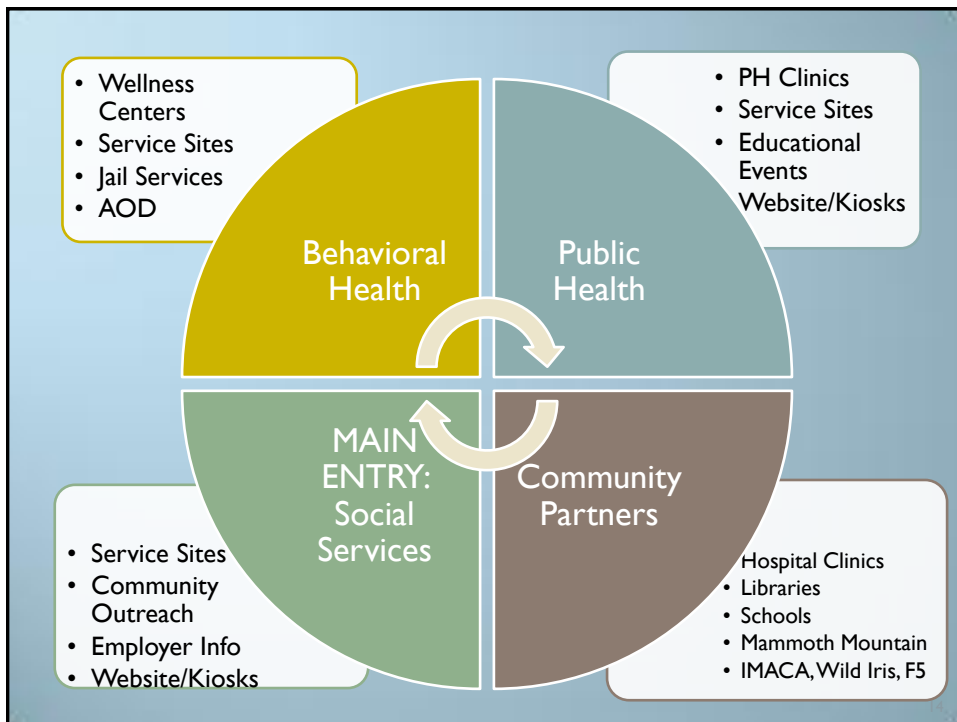 • Wellness
Centers
• Service Sites
• Jail Services
• AOD
• PH Clinics
• Service Sites
• Educational
Events
Website/Kiosks
Behavioral
Health
Public
Health
MAIN
ENTRY:
Social
Services
Community
Partners
• Service Sites
• Community
Outreach
• Employer Info
• Website/Kiosks
Hospital Clinics
• Libraries
• Schools
• Mammoth Mountain
• IMACA, Wild Iris, F5
14